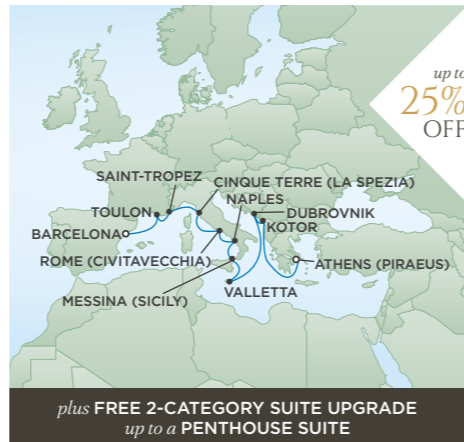 up to
25%
OFF
SAINT-TROPEZ
CINQUE TERRE (LA SPEZIA)
NAPLES
TOULON
DUBROVNIK
KOTOR
BARCELONA
ROME (CIVITAVECCHIA)
ATHENS (PIRAEUS)
MESSINA (SICILY)
VALLETTA
plus FREE 2-CATEGORY SUITE UPGRADE
up to a PENTHOUSE SUITE